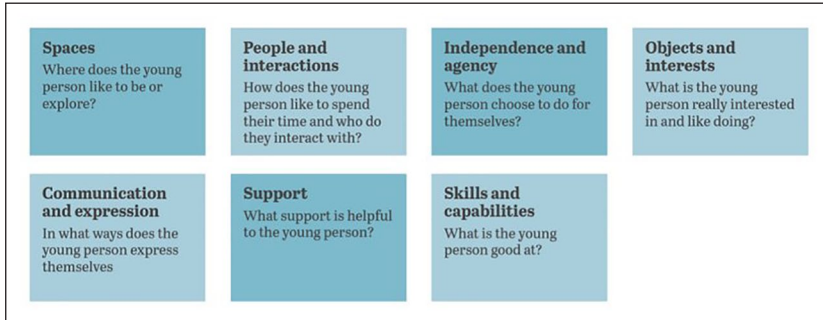 Spaces
Where does the young
person like to be or
explore?
People and
interactions
How does the young
person like to spend
their time and who do
they interact with?
Independence and
agency
What does the young
person choose to do for
themselves?
Objects and
interests
What is the young
person really interested
in and like doing?
Communication
and expression
In what ways does the
young person express
themselves
Support
What support is helpful
to the young person?
Skills and
capabilities
What is the young
person good at?